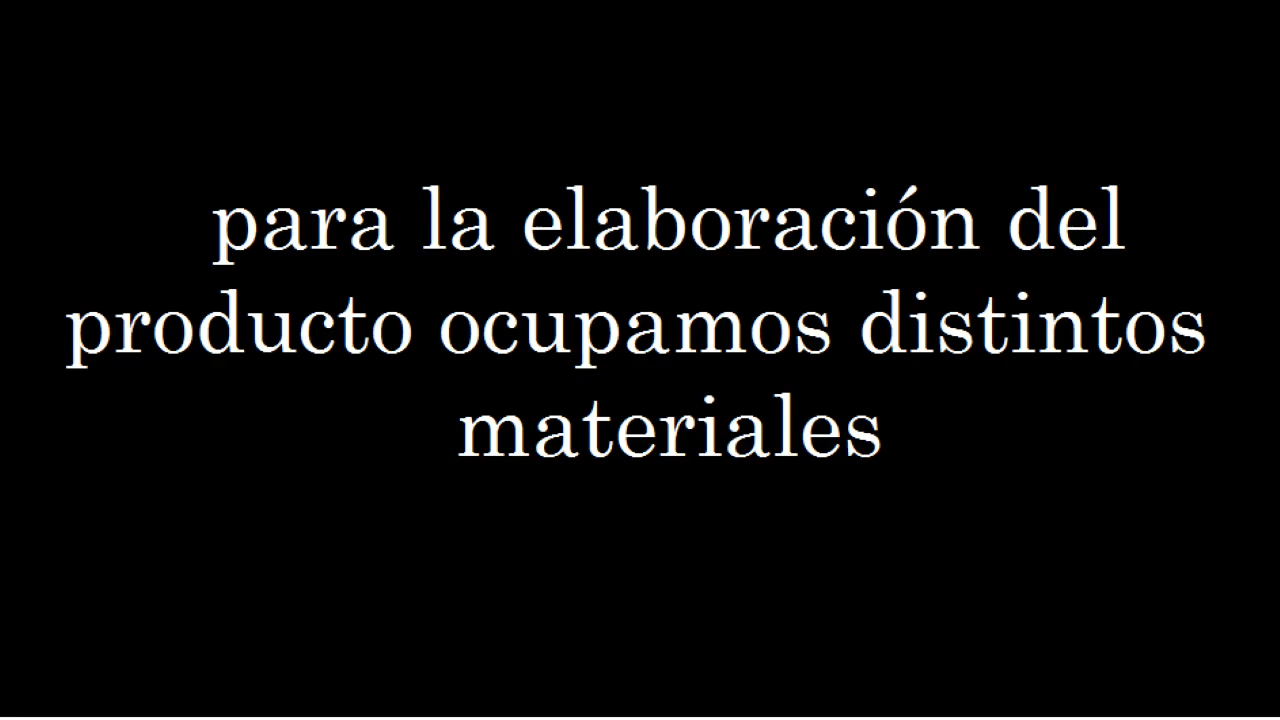 para la elaboración del
producto ocupamos distintos
materiales